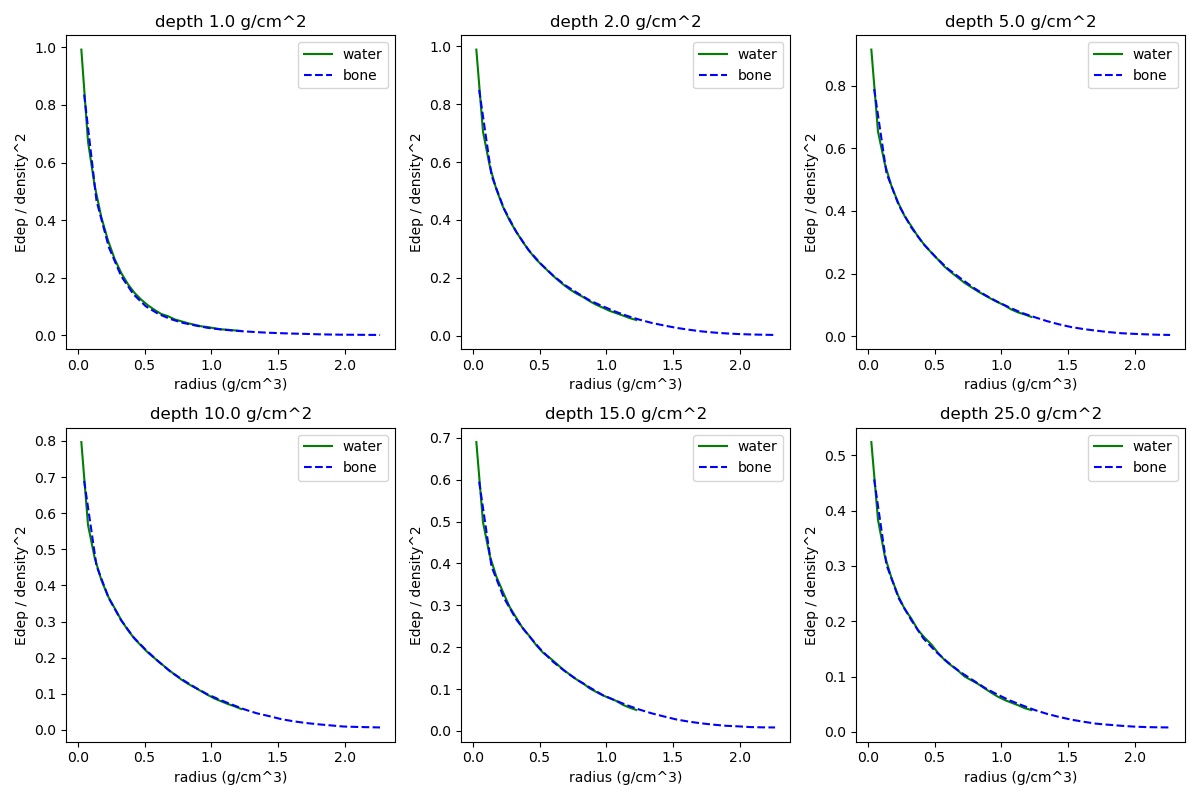 depth 1.0 g/cm^2
Edep / density^2
1.0
0.8
0.6
0.4
0.2
0.0
water
bone
0.0 0.5 1.0 1.5 2.0
radius (g/cm^3)
depth 2.0 g/cm^2
Edep / density^2
1.0
0.8
0.6
0.4
0.2
0.0
water
bone
0.0 0.5 1.0 1.5 2.0
radius (g/cm^3)
depth 5.0 g/cm^2
Edep / density^2
0.8
0.6
0.4
0.2
0.0
water
bone
0.0 0.5 1.0 1.5 2.0
radius (g/cm^3)
depth 10.0 g/cm^2
Edep / density^2
0.8
0.7
0.6
0.5
0.4
0.3
0.2
0.1
0.0
water
bone
0.0 0.5 1.0 1.5 2.0
radius (g/cm^3)
depth 15.0 g/cm^2
Edep / density^2
0.7
0.6
0.5
0.4
0.3
0.2
0.1
0.0
water
bone
0.0 0.5 1.0 1.5 2.0
radius (g/cm^3)
depth 25.0 g/cm^2
Edep / density^2
0.5
0.4
0.3
0.2
0.1
0.0
water
bone
0.0 0.5 1.0 1.5 2.0
radius (g/cm^3)